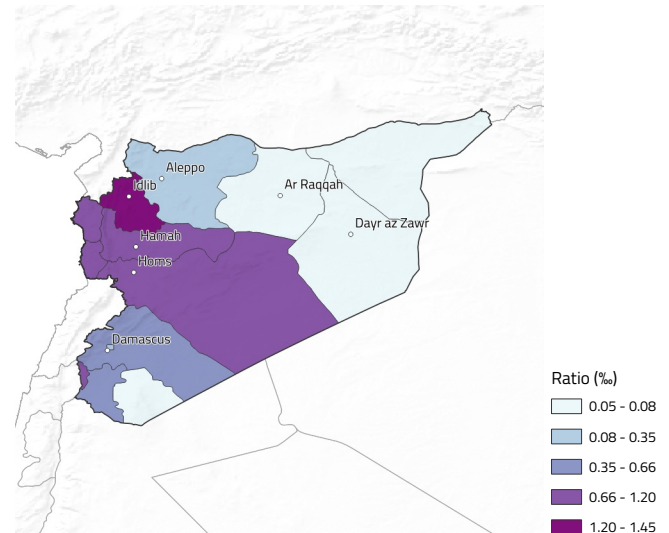 Aleppo
Idlib
Ar Raqqah
Dayr az Zawr
Hamah
Homs
Damascus
Ratio (‰)
0.05 - 0.08
0.08 - 0.35
0.35 - 0.66
0.66 - 1.20
1.20 - 1.45